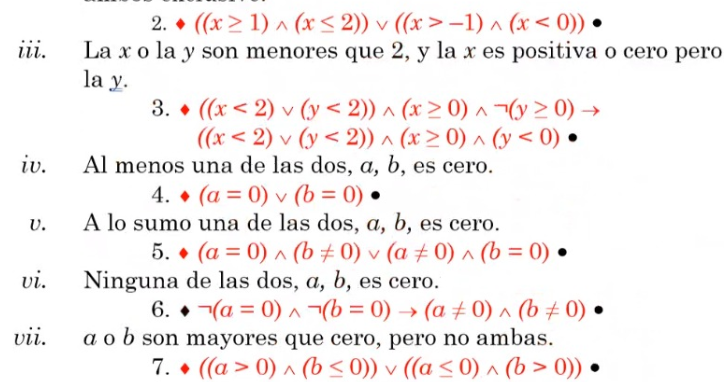 2. ♦ ((x ≥ 1) ∧ (x ≤ 2)) ∨ ((x > −1) ∧ (x < 0)) •
iii. La x o la y son menores que 2, y la x es positiva o cero pero
la y.
3. ♦ ((x < 2) ∨ (y < 2)) ∧ (x ≥ 0) ∧ ¬(y ≥ 0) →
((x < 2) ∨ (y < 2)) ∧ (x ≥ 0) ∧ (y < 0) •
iv. Al menos una de las dos, a, b, es cero.
4. ♦ (a = 0) ∨ (b = 0) •
v. A lo sumo una de las dos, a, b, es cero.
5. ♦ (a = 0) ∧ (b ≠ 0) ∨ (a ≠ 0) ∧ (b = 0) •
vi. Ninguna de las dos, a, b, es cero.
6. ♦ ¬(a = 0) ∧ ¬(b = 0) → (a ≠ 0) ∧ (b ≠ 0) •
vii. a o b son mayores que cero, pero no ambas.
7. ♦ ((a > 0) ∧ (b ≤ 0)) ∨ ((a ≤ 0) ∧ (b > 0)) •